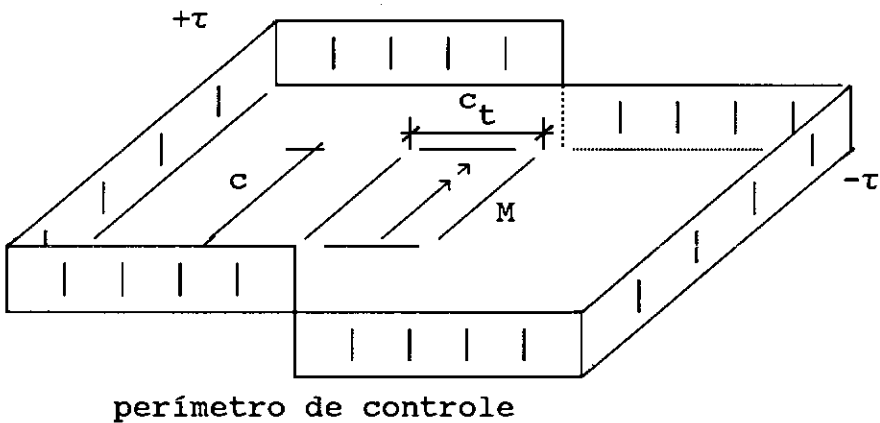 +τ
c_t
c
-τ
M
perímetro de controle